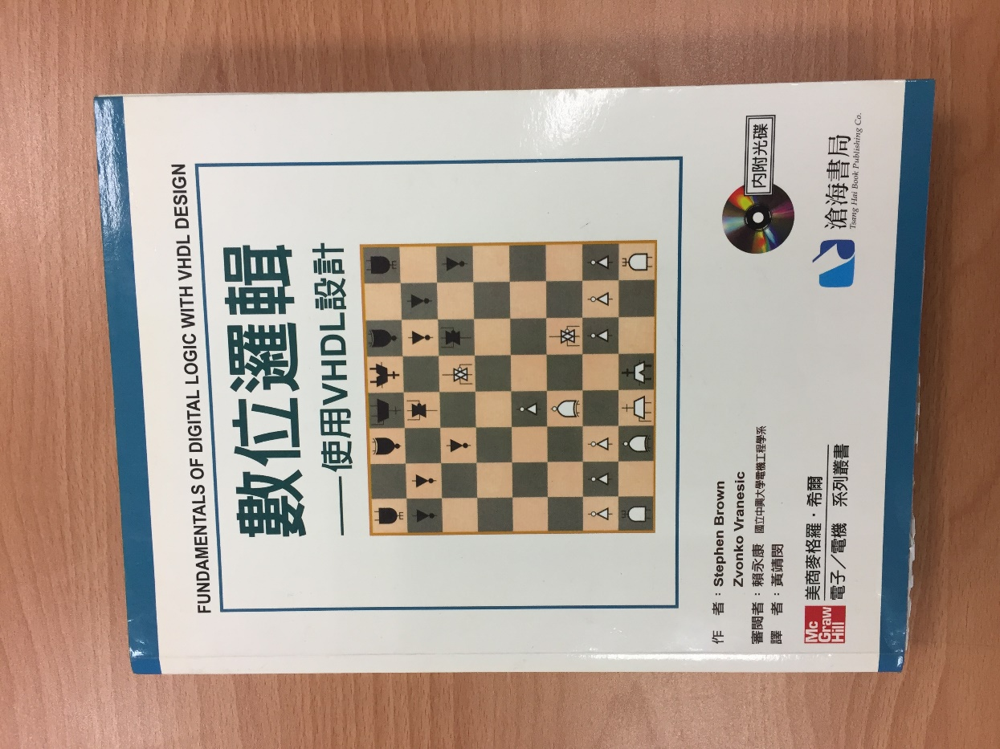 FUNDAMENTALS OF DIGITAL LOGIC WITH VHDL DESIGN
數位邏輯
——使用VHDL設計
作　者：Stephen Brown
Zvonko Vranesic
審閱者：賴永康 國立中興大學電機工程學系
譯　者：黃靖閔
內附光碟
Mc
Graw
Hill
美商麥格羅・希爾
電子／電機 系列叢書
滄海書局
Tsang Hai Book Publishing Co.